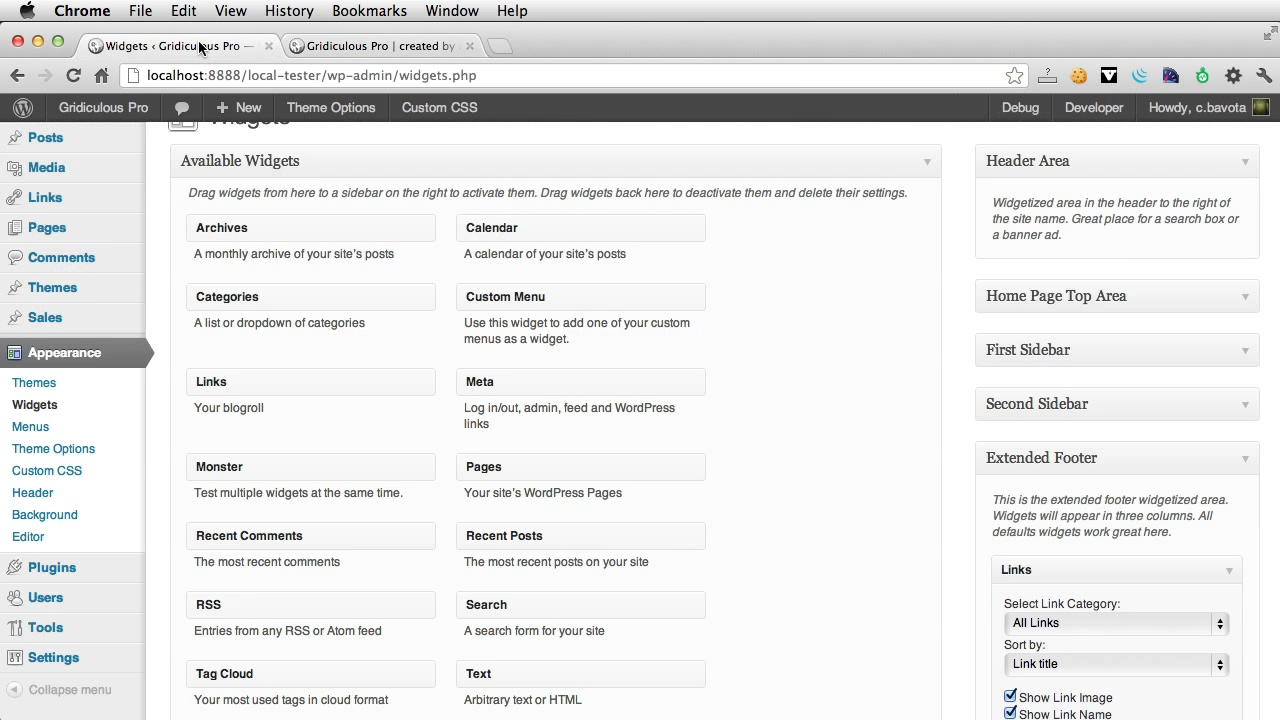 Chrome File Edit View History Bookmarks Window Help
Widgets ‹ Gridiculous Pro —
Gridiculous Pro | created by
localhost:8888/local-tester/wp-admin/widgets.php
Gridiculous Pro + New Theme Options Custom CSS Debug Developer Howdy, c.bavota
Posts
Media
Links
Pages
Comments
Themes
Sales
Appearance
Themes
Widgets
Menus
Theme Options
Custom CSS
Header
Background
Editor
Plugins
Users
Tools
Settings
Collapse menu
Widgets
Available Widgets
Drag widgets from here to a sidebar on the right to activate them. Drag widgets back here to deactivate them and delete their settings.
Archives
A monthly archive of your site's posts
Calendar
A calendar of your site's posts
Categories
A list or dropdown of categories
Custom Menu
Use this widget to add one of your custom
menus as a widget.
Links
Your blogroll
Meta
Log in/out, admin, feed and WordPress
links
Monster
Test multiple widgets at the same time.
Pages
Your site's WordPress Pages
Recent Comments
The most recent comments
Recent Posts
The most recent posts on your site
RSS
Entries from any RSS or Atom feed
Search
A search form for your site
Tag Cloud
Your most used tags in cloud format
Text
Arbitrary text or HTML
Header Area
Widgetized area in the header to the right of
the site name. Great place for a search box or
a banner ad.
Home Page Top Area
First Sidebar
Second Sidebar
Extended Footer
This is the extended footer widgetized area.
Widgets will appear in three columns. All
defaults widgets work great here.
Links
Select Link Category:
All Links
Sort by:
Link title
Show Link Image
Show Link Name